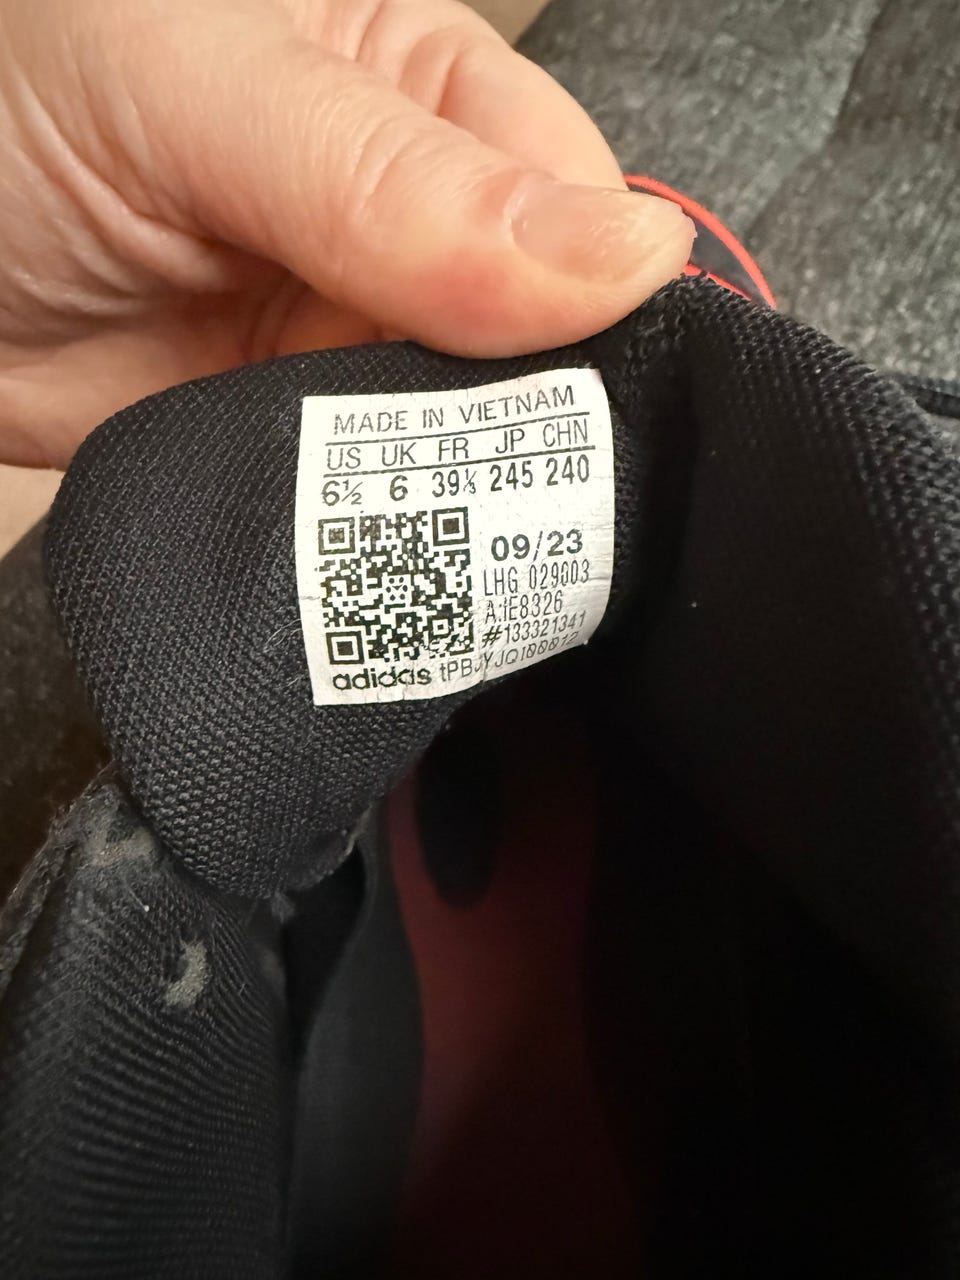 MADE IN VIETNAM
US UK FR JP CHN
6½ 6 39⅓ 245 240
09/23
LHG 029003
A:IE8326
#133321341
adidas tPBJYJQ100012